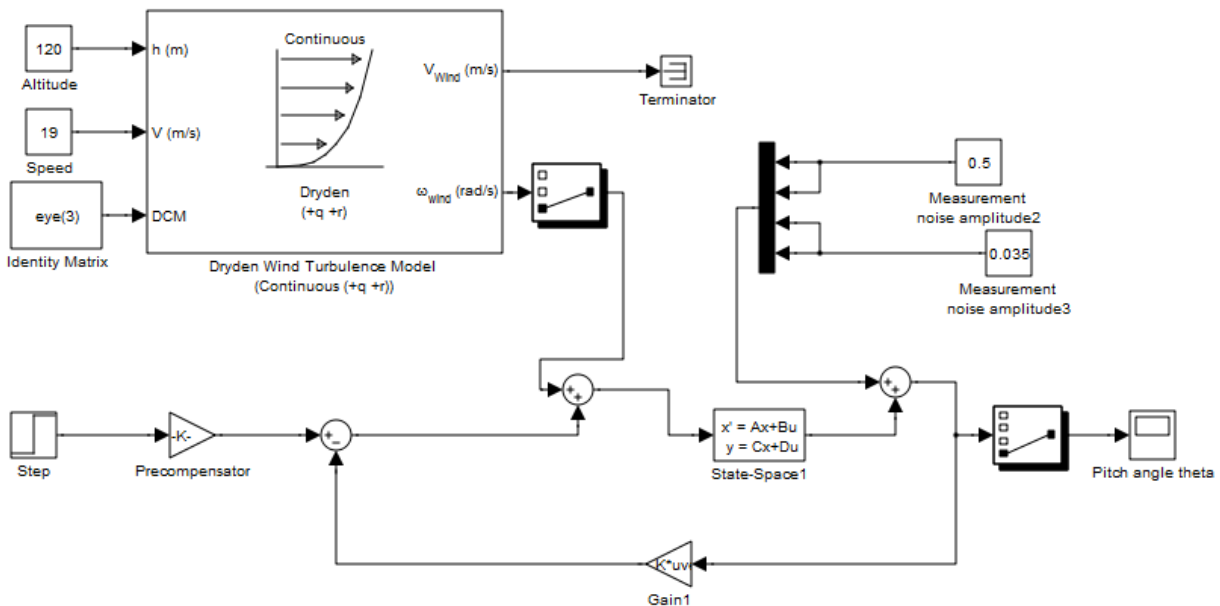 120
Altitude
19
Speed
eye(3)
Identity Matrix
h (m)
V (m/s)
DCM
Continuous
Dryden
(+q +r)
V_Wind (m/s)
ω_wind (rad/s)
Dryden Wind Turbulence Model
(Continuous (+q +r))
Terminator
0.5
Measurement
noise amplitude2
0.035
Measurement
noise amplitude3
Step
-K-
Precompensator
+
−
+
+
x' = Ax+Bu
y = Cx+Du
State-Space1
+
+
Pitch angle theta
K*uv
Gain1